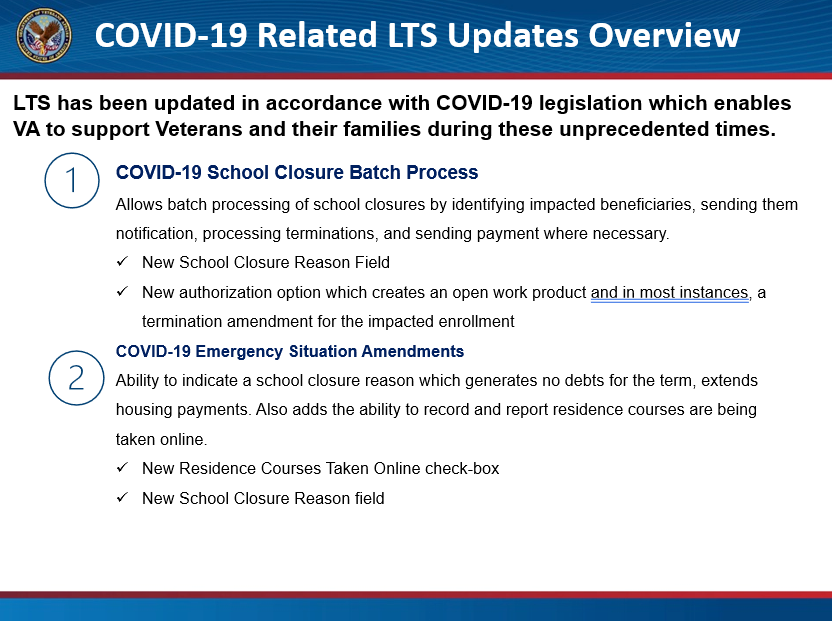 COVID-19 Related LTS Updates Overview
LTS has been updated in accordance with COVID-19 legislation which enables
VA to support Veterans and their families during these unprecedented times.
1
COVID-19 School Closure Batch Process
Allows batch processing of school closures by identifying impacted beneficiaries, sending them
notification, processing terminations, and sending payment where necessary.
✓ New School Closure Reason Field
✓ New authorization option which creates an open work product and in most instances, a
termination amendment for the impacted enrollment
2
COVID-19 Emergency Situation Amendments
Ability to indicate a school closure reason which generates no debts for the term, extends
housing payments. Also adds the ability to record and report residence courses are being
taken online.
✓ New Residence Courses Taken Online check-box
✓ New School Closure Reason field